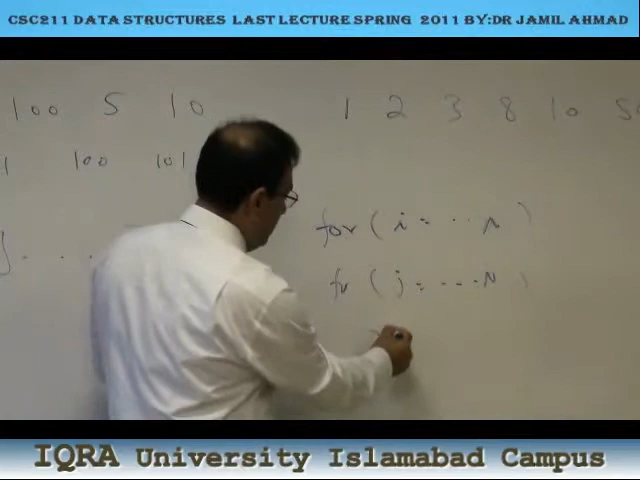 CSC211 DATA STRUCTURES LAST LECTURE SPRING 2011 BY:DR JAMIL AHMAD
100 5 10 1 2 3 8 10
100 101
for ( i = .. n )
for ( j = ... N )
IQRA University Islamabad Campus